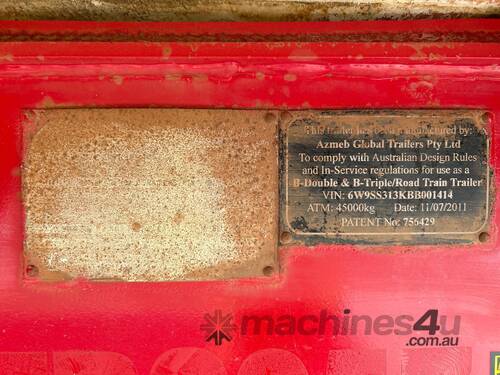 This trailer has been manufactured by:
Azmeb Global Trailers Pty Ltd
To comply with Australian Design Rules
and In-Service regulations for use as a
B-Double & B-Triple/Road Train Trailer
VIN: 6W9SS313KBB001414
ATM: 45000kg Date: 11/07/2011
PATENT No: 756429
machines4u
.com.au